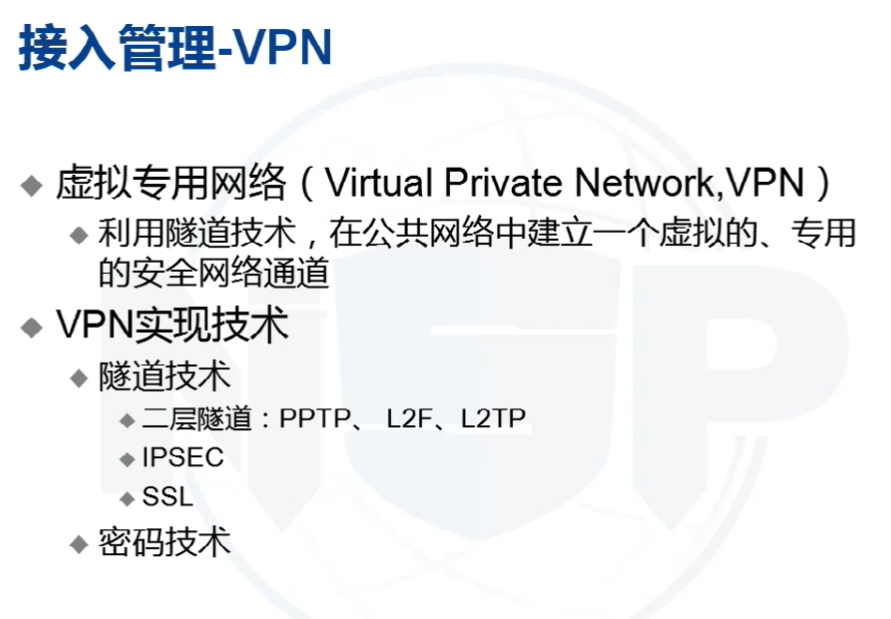 接入管理-VPN
虚拟专用网络（Virtual Private Network,VPN）
利用隧道技术，在公共网络中建立一个虚拟的、专用
的安全网络通道
VPN实现技术
隧道技术
二层隧道：PPTP、 L2F、L2TP
IPSEC
SSL
密码技术
NISP